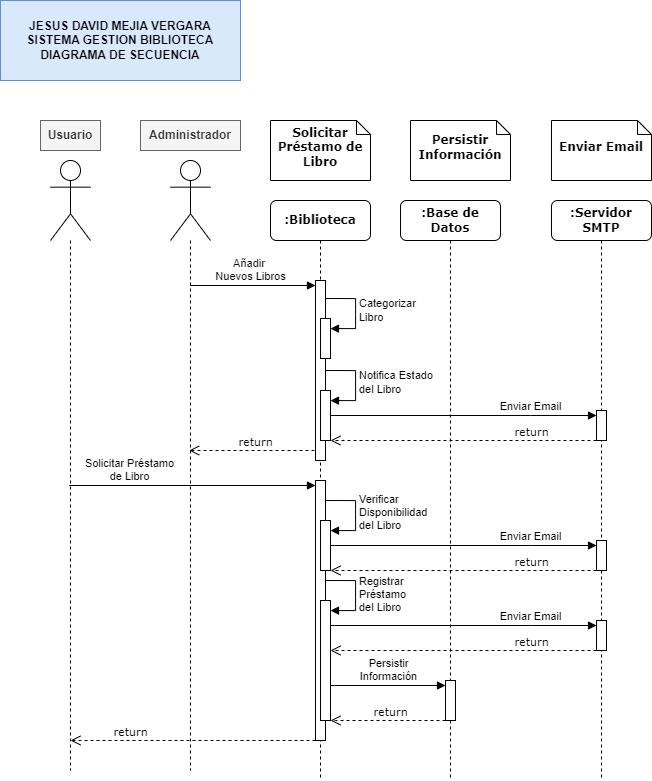 JESUS DAVID MEJIA VERGARA
SISTEMA GESTION BIBLIOTECA
DIAGRAMA DE SECUENCIA
Usuario
Administrador
Solicitar
Préstamo de
Libro
Persistir
Información
Enviar Email
:Biblioteca
:Base de
Datos
:Servidor
SMTP
Añadir
Nuevos Libros
Categorizar
Libro
Notifica Estado
del Libro
Enviar Email
return
return
Solicitar Préstamo
de Libro
Verificar
Disponibilidad
del Libro
Enviar Email
return
Registrar
Préstamo
del Libro
Enviar Email
return
Persistir
Información
return
return